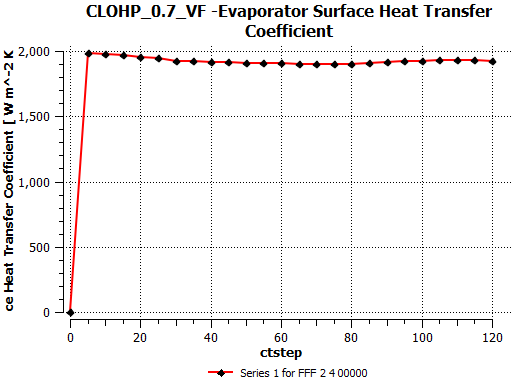 CLOHP_0.7_VF -Evaporator Surface Heat Transfer
Coefficient
ce Heat Transfer Coefficient [ W m^-2 K
2,000
1,500
1,000
500
0
0 20 40 60 80 100 120
ctstep
Series 1 for FFF 2 4 00000